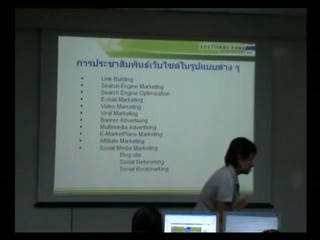 SOFTWARE PARK
การประชาสัมพันธ์เว็บไซต์ในรูปแบบต่าง ๆ
• Link Building
• Search Engine Marketing
• Search Engine Optimization
• E-mail Marketing
• Video Marketing
• Viral Marketing
• Banner Advertising
• Multimedia Advertising
• E-MarketPlace Marketing
• Affiliate Marketing
• Social Media Marketing
Blog site
Social Networking
Social Bookmarking